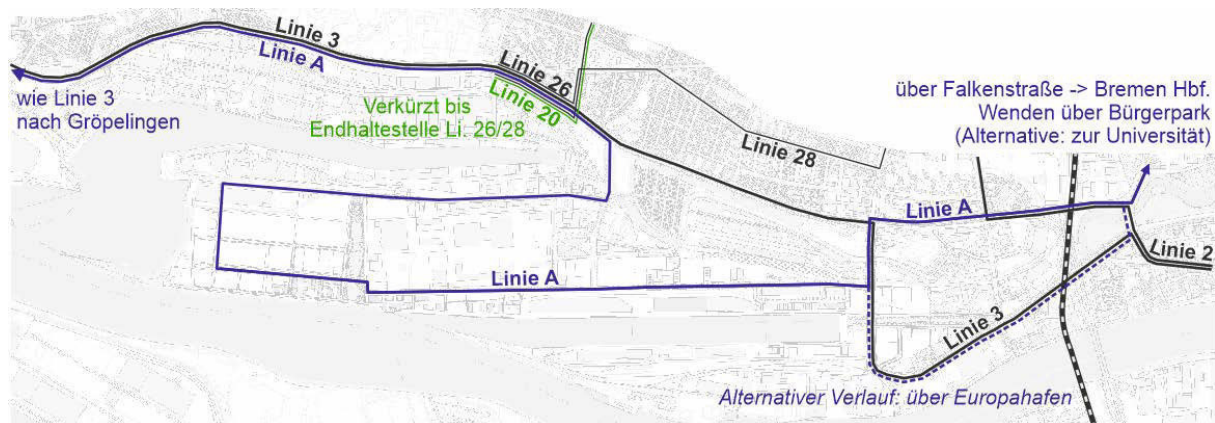 Linie 3
Linie A
wie Linie 3
nach Gröpelingen
Linie 26
Linie 20
Verkürzt bis
Endhaltestelle Li. 26/28
Linie 28
über Falkenstraße -> Bremen Hbf.
Wenden über Bürgerpark
(Alternative: zur Universität)
Linie A
Linie 2
Linie A
Linie 3
Alternativer Verlauf: über Europahafen